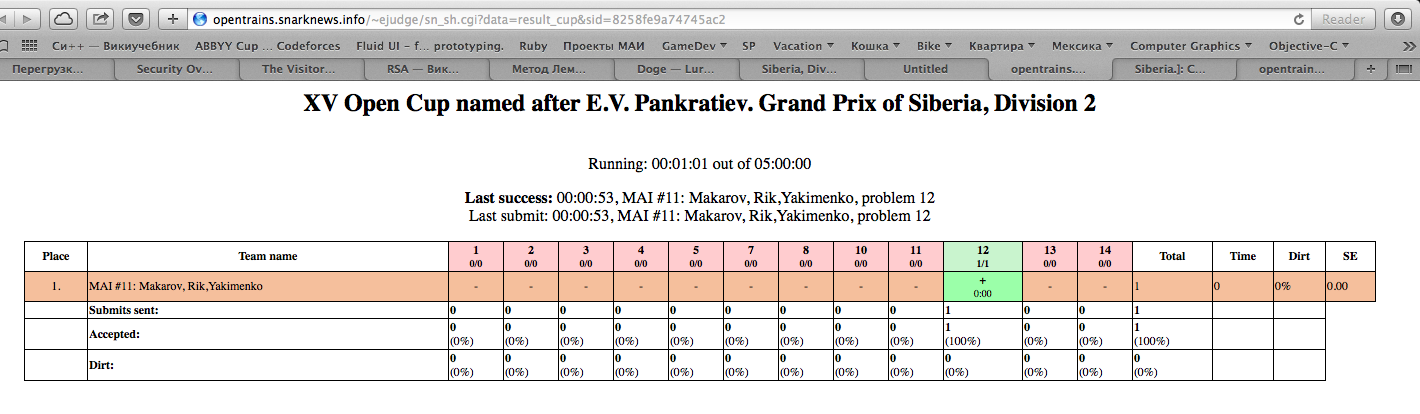 opentrains.snarknews.info/~ejudge/sn_sh.cgi?data=result_cup&sid=8258fe9a74745ac2 Reader
Си++ — Викиучебник ABBYY Cup ... Codeforces Fluid UI - f... prototyping. Ruby Проекты МАИ GameDev SP Vacation Кошка Bike Квартира Мексика Computer Graphics Objective-C
Перегрузк... Security Ov... The Visitor... RSA — Вик... Метод Лем... Doge — Lur... Siberia, Div... Untitled opentrains.... Siberia.]: C... opentrain...
XV Open Cup named after E.V. Pankratiev. Grand Prix of Siberia, Division 2
Running: 00:01:01 out of 05:00:00
Last success: 00:00:53, MAI #11: Makarov, Rik,Yakimenko, problem 12
Last submit: 00:00:53, MAI #11: Makarov, Rik,Yakimenko, problem 12
Place Team name 1 2 3 4 5 7 8 10 11 12 13 14 Total Time Dirt SE
0/0 0/0 0/0 0/0 0/0 0/0 0/0 0/0 0/0 1/1 0/0 0/0
1. MAI #11: Makarov, Rik,Yakimenko - - - - - - - - - + - - 1 0 0% 0.00
0:00
Submits sent: 0 0 0 0 0 0 0 0 0 1 0 0 1
Accepted: 0 0 0 0 0 0 0 0 0 1 0 0 1
(0%) (0%) (0%) (0%) (0%) (0%) (0%) (0%) (0%) (100%) (0%) (0%) (100%)
Dirt: 0 0 0 0 0 0 0 0 0 0 0 0 0
(0%) (0%) (0%) (0%) (0%) (0%) (0%) (0%) (0%) (0%) (0%) (0%) (0%)